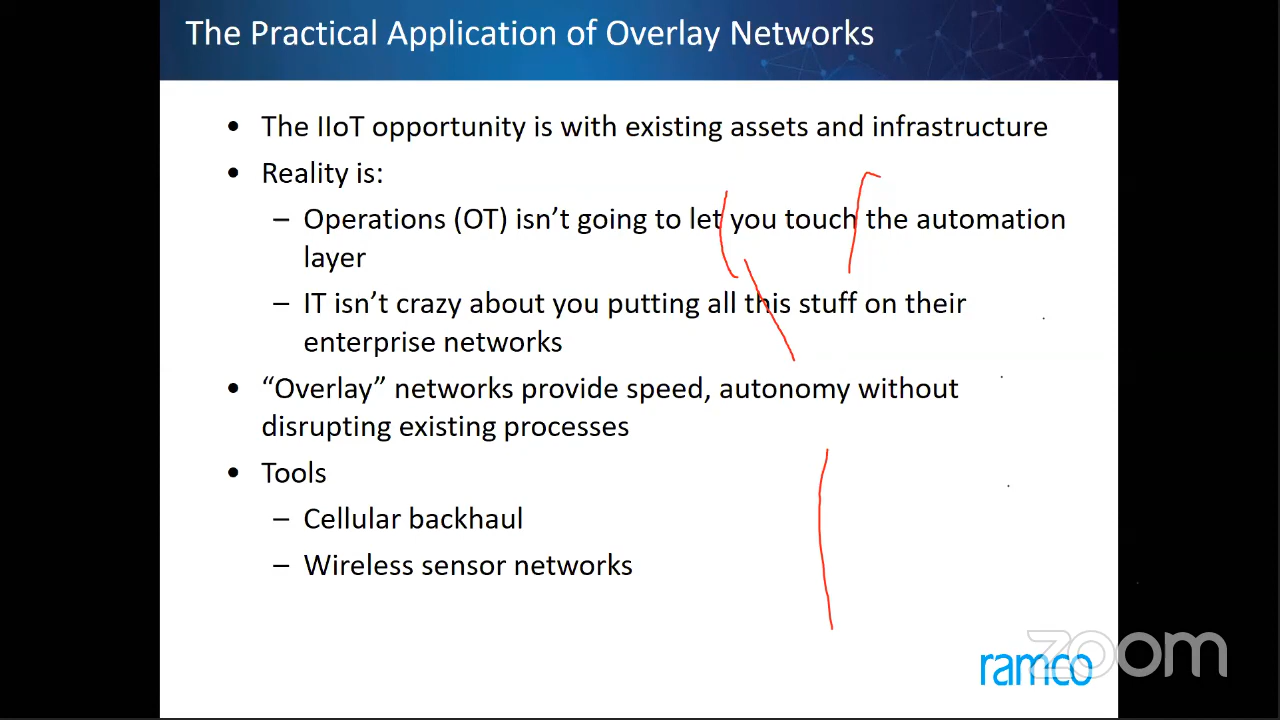 The Practical Application of Overlay Networks
• The IIoT opportunity is with existing assets and infrastructure
• Reality is:
– Operations (OT) isn’t going to let you touch the automation
layer
– IT isn’t crazy about you putting all this stuff on their
enterprise networks
• “Overlay” networks provide speed, autonomy without
disrupting existing processes
• Tools
– Cellular backhaul
– Wireless sensor networks
zoom
ramco